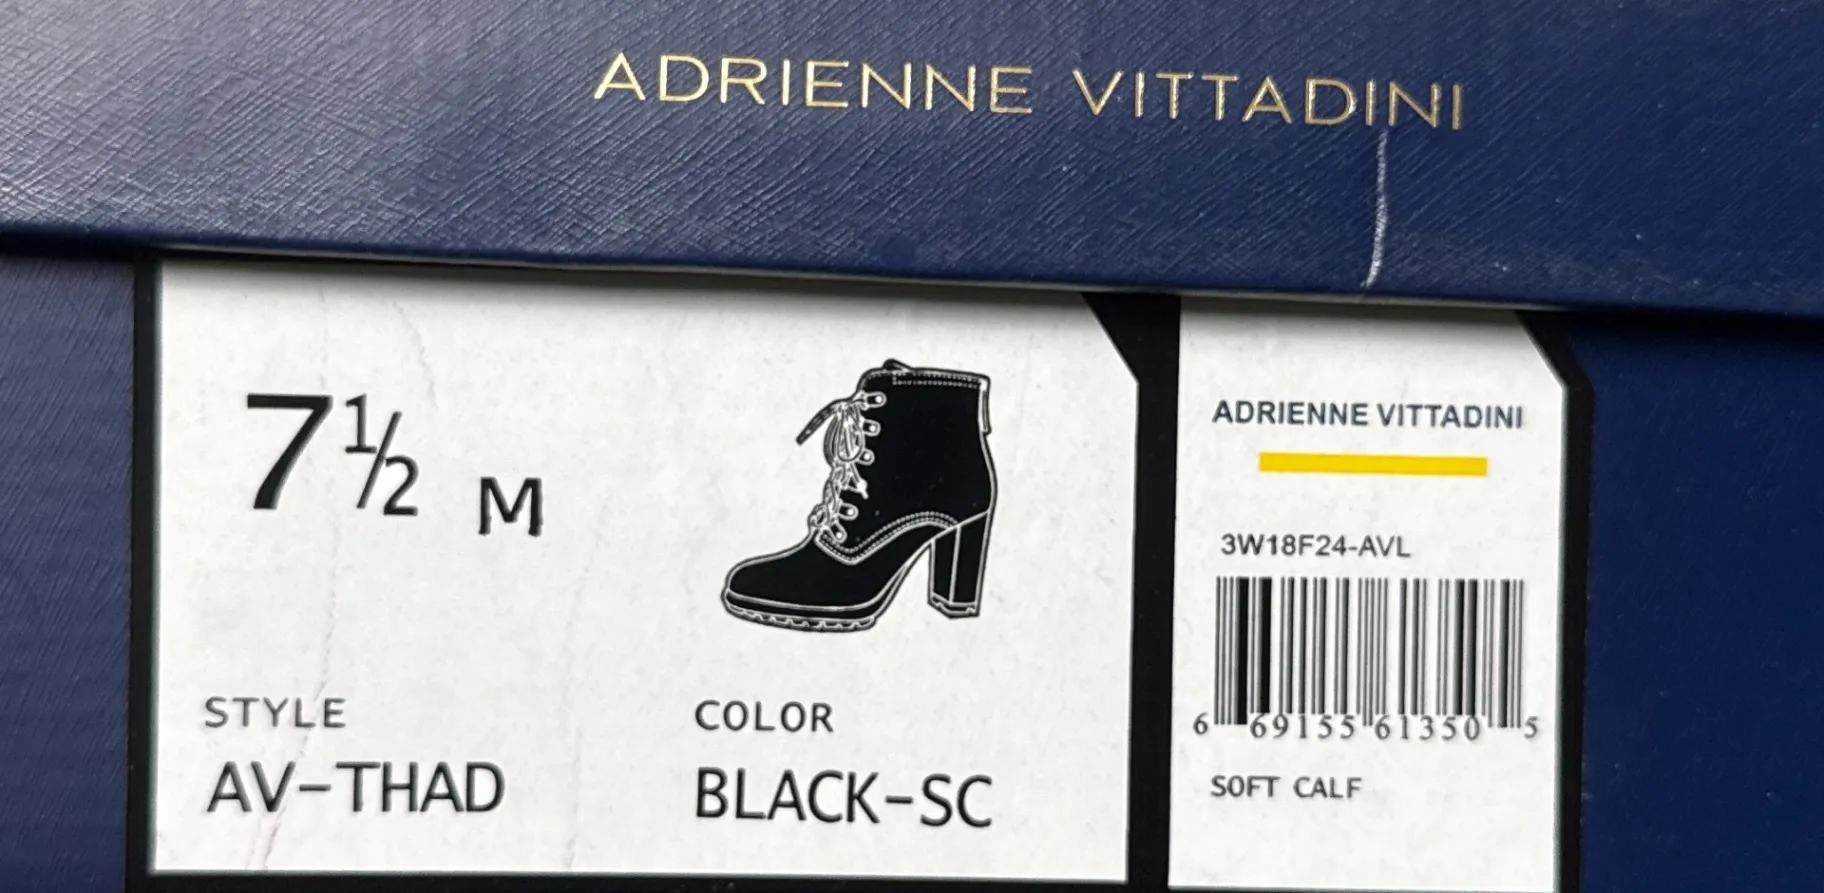 ADRIENNE VITTADINI
7½ M
STYLE
AV-THAD
COLOR
BLACK-SC
ADRIENNE VITTADINI
3W18F24-AVL
6 69155 61350 5
SOFT CALF